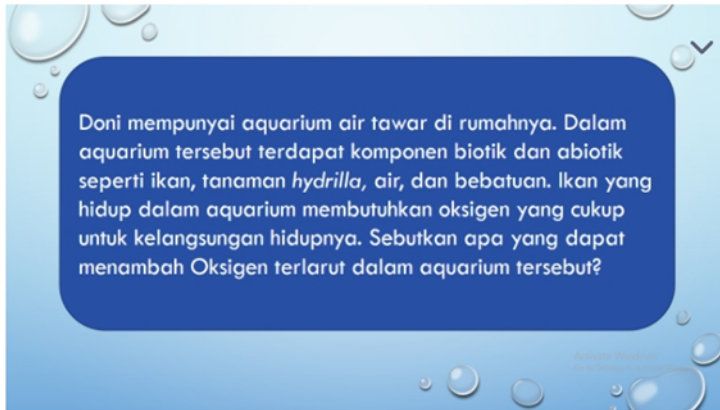 Doni mempunyai aquarium air tawar di rumahnya. Dalam
aquarium tersebut terdapat komponen biotik dan abiotik
seperti ikan, tanaman hydrilla, air, dan bebatuan. Ikan yang
hidup dalam aquarium membutuhkan oksigen yang cukup
untuk kelangsungan hidupnya. Sebutkan apa yang dapat
menambah Oksigen terlarut dalam aquarium tersebut?
Activate Windows